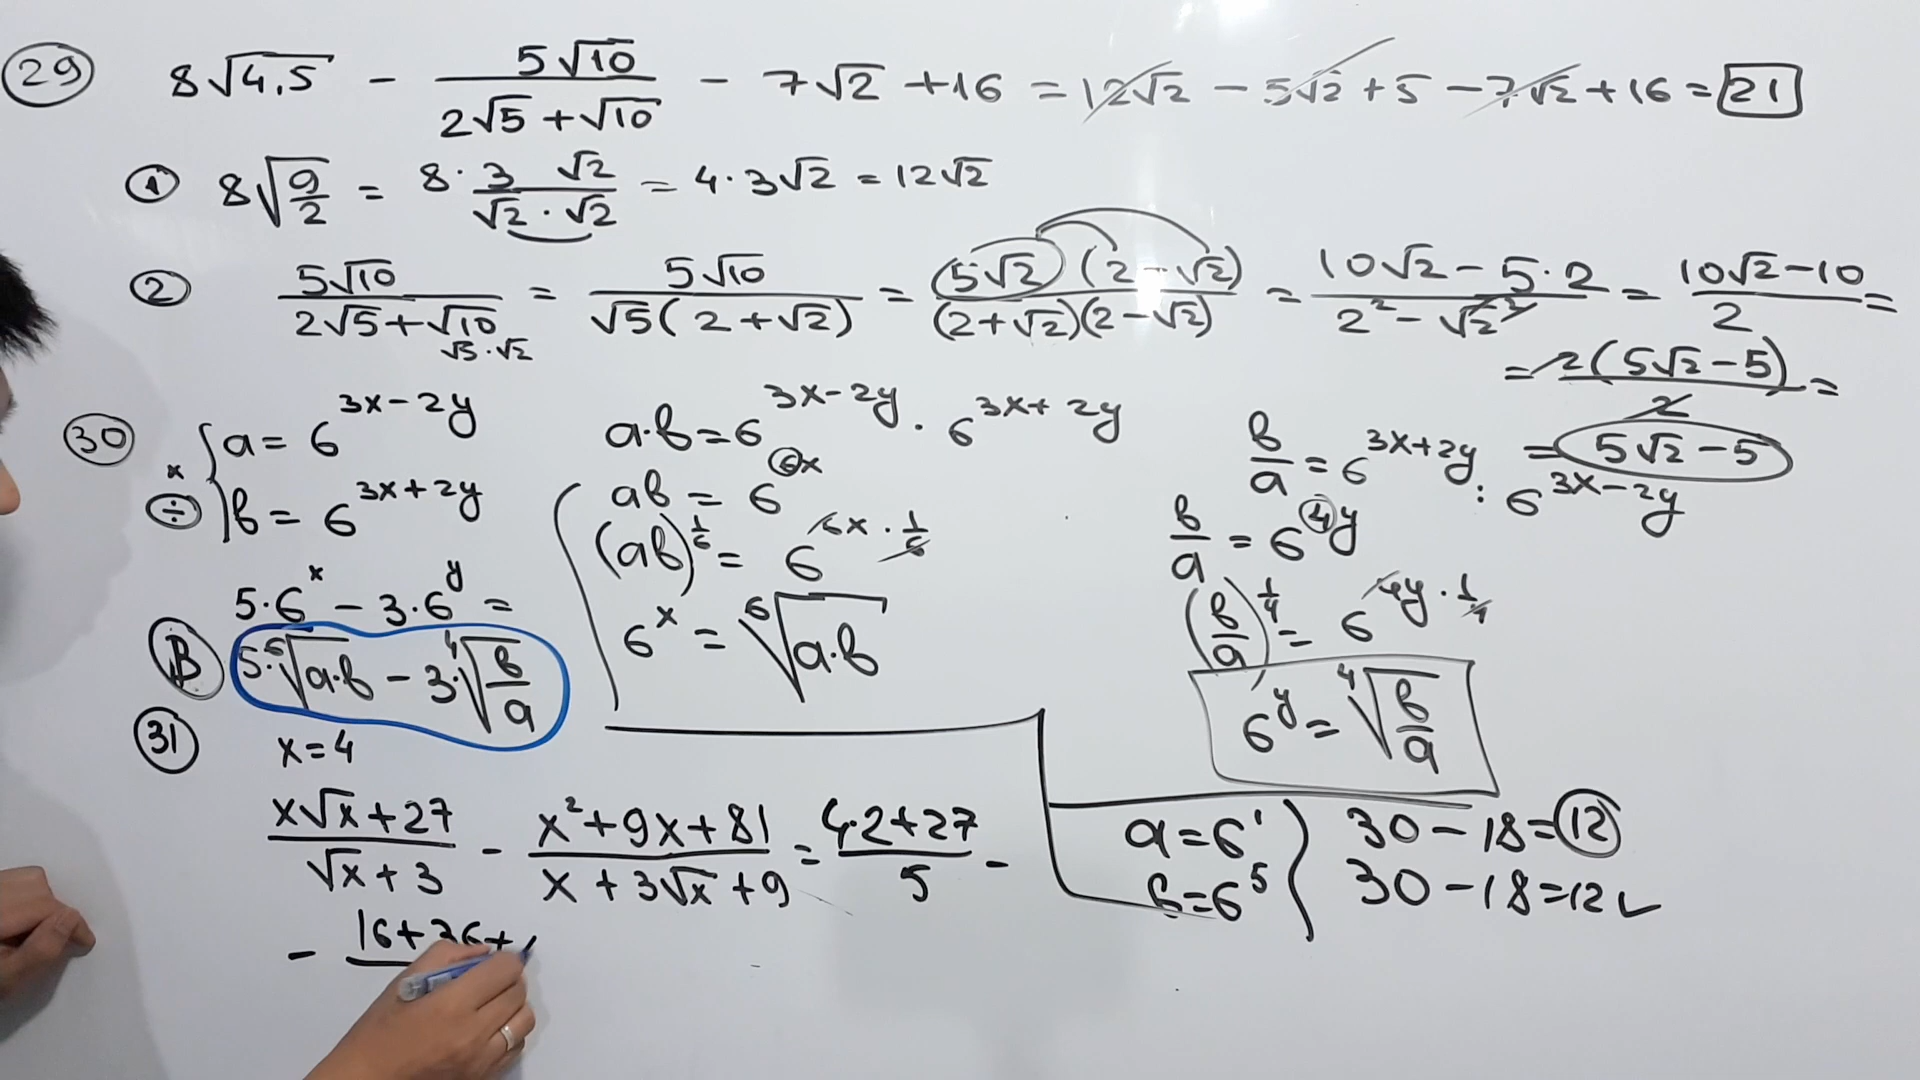 29 8√4,5 - 5√10 / (2√5 + √10) - 7√2 + 16 = 12√2 - 5√2 + 5 - 7√2 + 16 = 21
1 8√(9/2) = 8 · 3 √2 / (√2 · √2) = 4 · 3√2 = 12√2
2 5√10 / (2√5 + √10) = 5√10 / (√5(2 + √2)) = 5√2 (2 - √2) / ((2 + √2)(2 - √2)) = (10√2 - 5 · 2) / (2² - √2²) = (10√2 - 10) / 2 =
√5 · √2
= 2(5√2 - 5) / 2 =
= 5√2 - 5
30 a = 6^(3x-2y)
b = 6^(3x+2y)
× ÷
5 · 6^x - 3 · 6^y =
B 5 · ⁶√(a·b) - 3 · ⁴√(b/a)
a·b = 6^(3x-2y) · 6^(3x+2y)
ab = 6^(6x)
(ab)^(1/6) = 6^(6x · 1/6)
6^x = ⁶√(a·b)
b/a = 6^(3x+2y) : 6^(3x-2y)
b/a = 6^(4y)
(b/a)^(1/4) = 6^(4y · 1/4)
6^y = ⁴√(b/a)
a = 6¹
b = 6⁵
30 - 18 = 12
30 - 18 = 12 ✓
31 x = 4
(x√x + 27) / (√x + 3) - (x² + 9x + 81) / (x + 3√x + 9) = (4·2 + 27) / 5 -
- 16 + 36 +